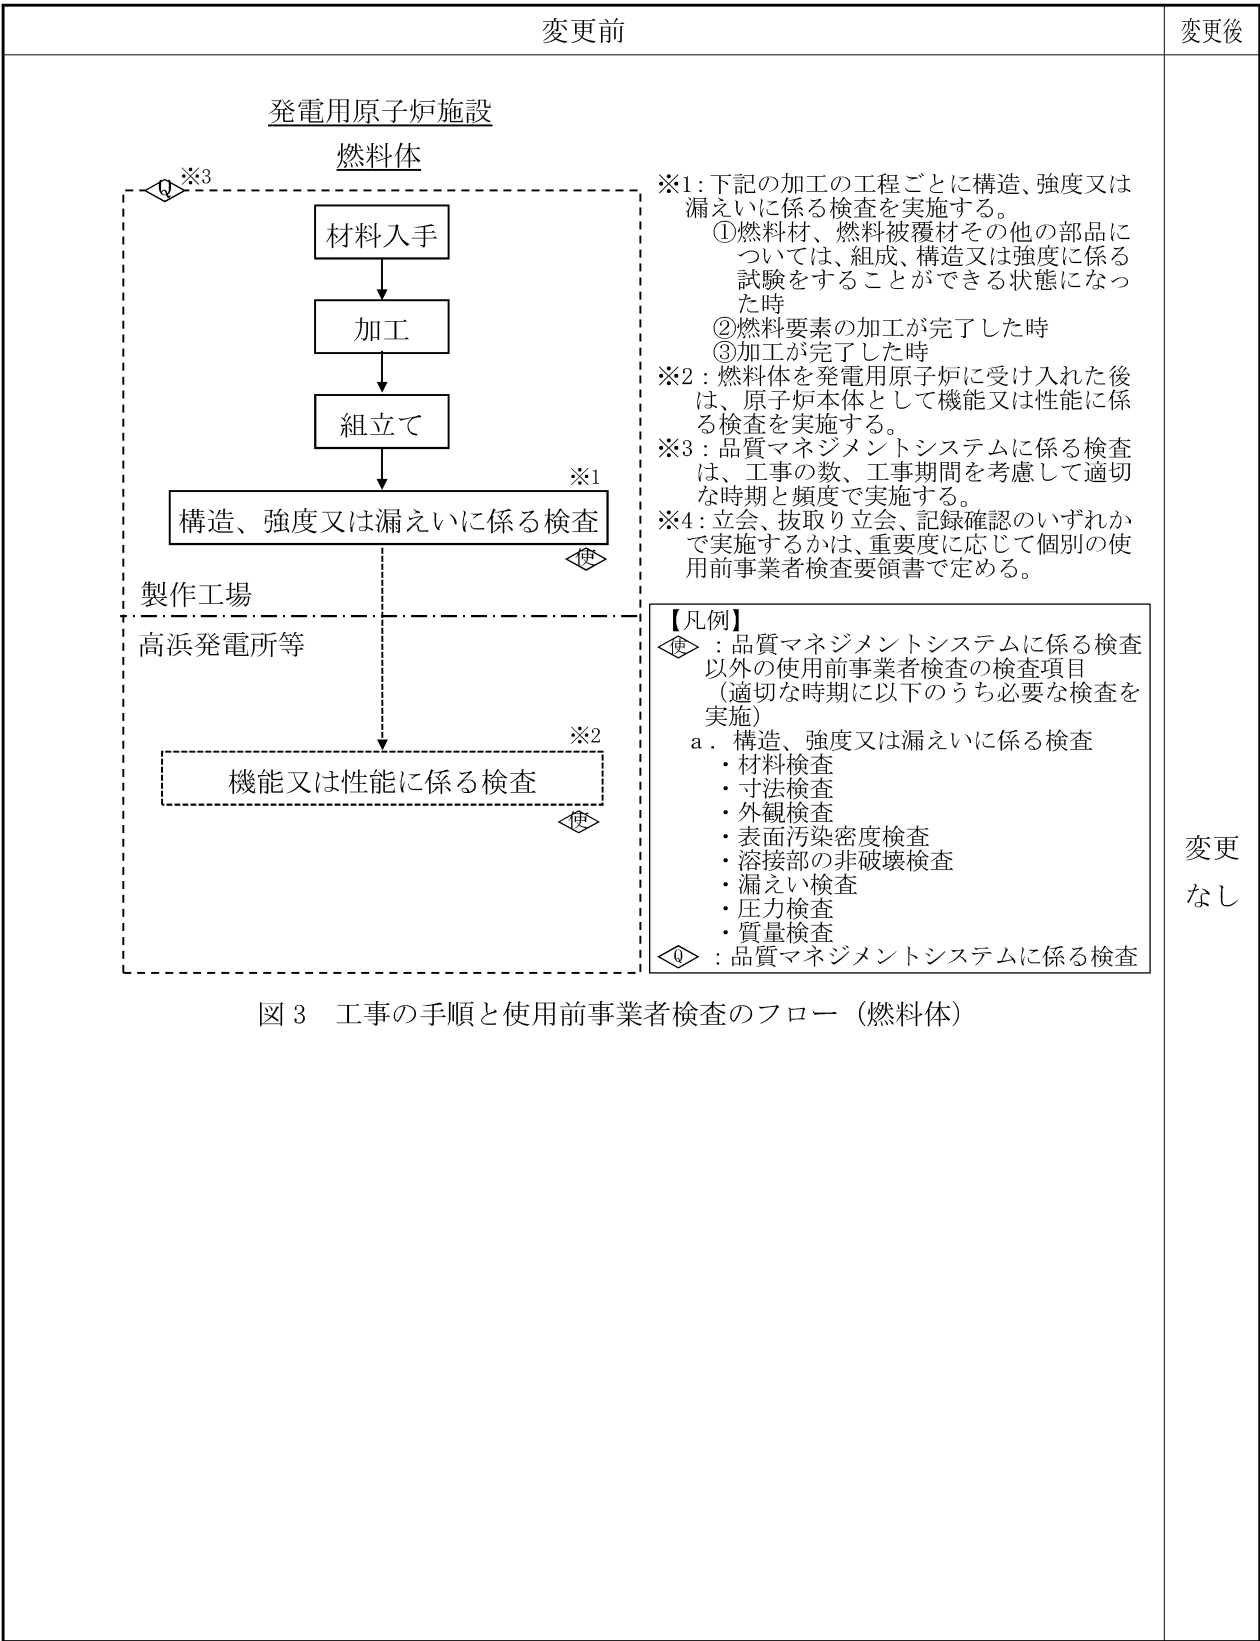 変更前
変更後
発電用原子炉施設
燃料体
Q ※3
材料入手
加工
組立て
※1
構造、強度又は漏えいに係る検査
使
製作工場
高浜発電所等
※2
機能又は性能に係る検査
使
※1：下記の加工の工程ごとに構造、強度又は
漏えいに係る検査を実施する。
①燃料材、燃料被覆材その他の部品に
ついては、組成、構造又は強度に係る
試験をすることができる状態になっ
た時
②燃料要素の加工が完了した時
③加工が完了した時
※2：燃料体を発電用原子炉に受け入れた後
は、原子炉本体として機能又は性能に係
る検査を実施する。
※3：品質マネジメントシステムに係る検査
は、工事の数、工事期間を考慮して適切
な時期と頻度で実施する。
※4：立会、抜取り立会、記録確認のいずれか
で実施するかは、重要度に応じて個別の使
用前事業者検査要領書で定める。
【凡例】
使 ：品質マネジメントシステムに係る検査
以外の使用前事業者検査の検査項目
（適切な時期に以下のうち必要な検査を
実施）
a．構造、強度又は漏えいに係る検査
・材料検査
・寸法検査
・外観検査
・表面汚染密度検査
・溶接部の非破壊検査
・漏えい検査
・圧力検査
・質量検査
Q ：品質マネジメントシステムに係る検査
図3　工事の手順と使用前事業者検査のフロー（燃料体）
変更
なし